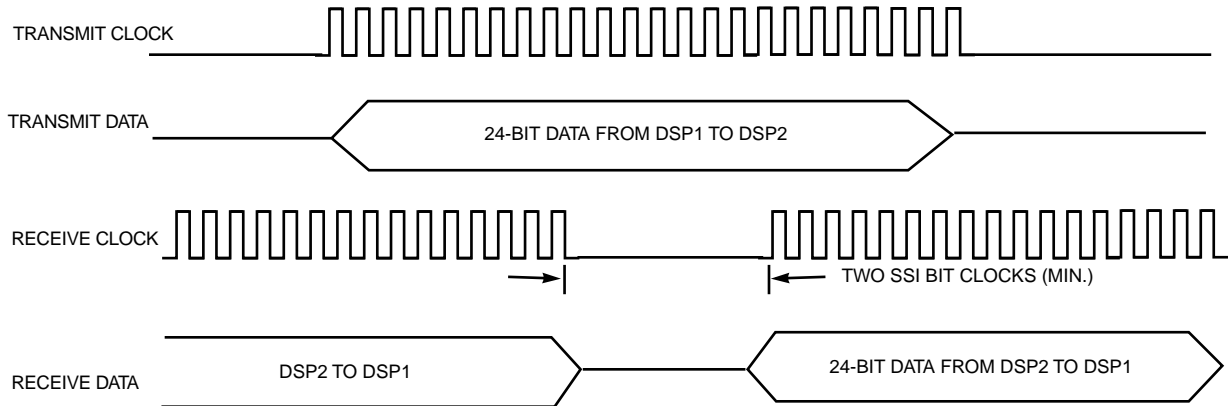 TRANSMIT CLOCK
TRANSMIT DATA
24-BIT DATA FROM DSP1 TO DSP2
RECEIVE CLOCK
TWO SSI BIT CLOCKS (MIN.)
RECEIVE DATA
DSP2 TO DSP1
24-BIT DATA FROM DSP2 TO DSP1